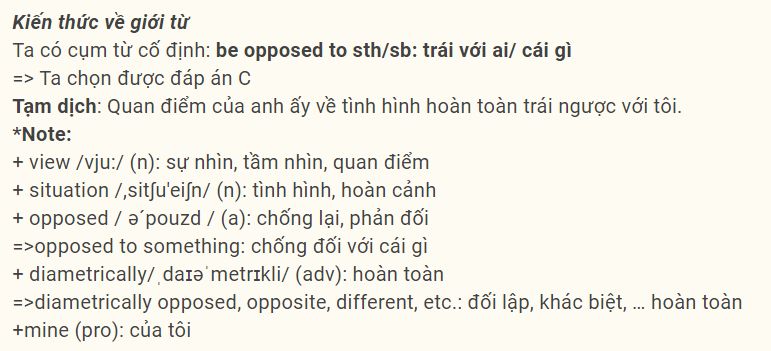 Kiến thức về giới từ
Ta có cụm từ cố định: be opposed to sth/sb: trái với ai/ cái gì
=> Ta chọn được đáp án C
Tạm dịch: Quan điểm của anh ấy về tình hình hoàn toàn trái ngược với tôi.
*Note:
+ view /vju:/ (n): sự nhìn, tầm nhìn, quan điểm
+ situation /,sit∫u'ei∫n/ (n): tình hình, hoàn cảnh
+ opposed / ə´pouzd / (a): chống lại, phản đối
=>opposed to something: chống đối với cái gì
+ diametrically/ˌdaɪəˈmetrɪkli/ (adv): hoàn toàn
=>diametrically opposed, opposite, different, etc.: đối lập, khác biệt, … hoàn toàn
+mine (pro): của tôi